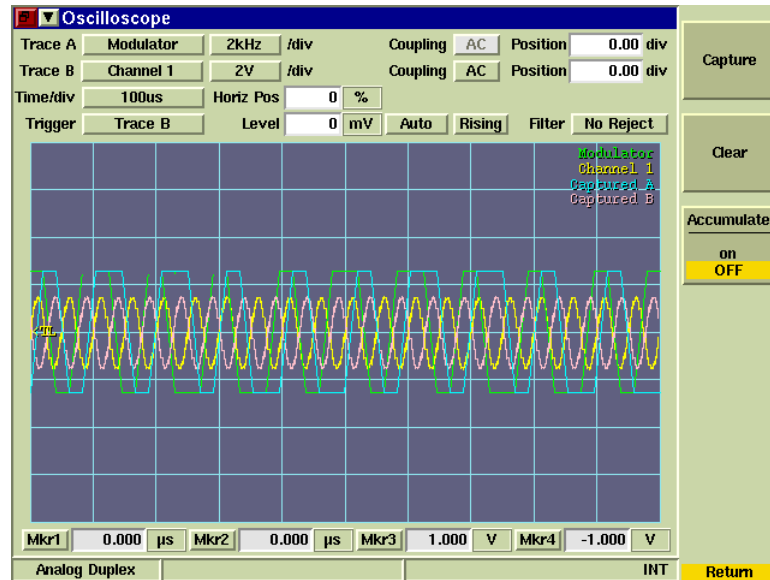 Oscilloscope
Trace A Modulator 2kHz /div Coupling AC Position 0.00 div
Trace B Channel 1 2V /div Coupling AC Position 0.00 div
Time/div 100us Horiz Pos 0 %
Trigger Trace B Level 0 mV Auto Rising Filter No Reject
Modulator
Channel 1
Captured A
Captured B
<TL
Mkr1 0.000 µs Mkr2 0.000 µs Mkr3 1.000 V Mkr4 -1.000 V
Analog Duplex INT
Capture
Clear
Accumulate
on
OFF
Return